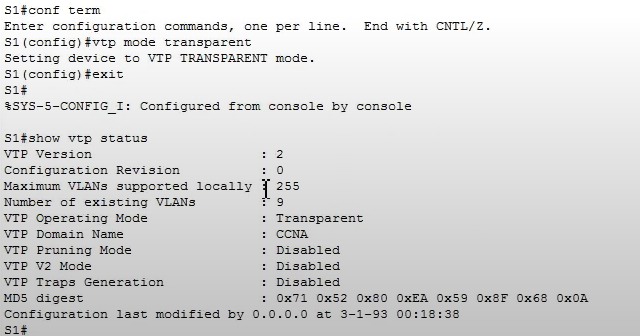 S1#conf term
Enter configuration commands, one per line.  End with CNTL/Z.
S1(config)#vtp mode transparent
Setting device to VTP TRANSPARENT mode.
S1(config)#exit
S1#
%SYS-5-CONFIG_I: Configured from console by console
S1#show vtp status
VTP Version                     : 2
Configuration Revision          : 0
Maximum VLANs supported locally : 255
Number of existing VLANs        : 9
VTP Operating Mode              : Transparent
VTP Domain Name                 : CCNA
VTP Pruning Mode                : Disabled
VTP V2 Mode                     : Disabled
VTP Traps Generation            : Disabled
MD5 digest                      : 0x71 0x52 0x80 0xEA 0x59 0x8F 0x68 0x0A
Configuration last modified by 0.0.0.0 at 3-1-93 00:18:38
S1#